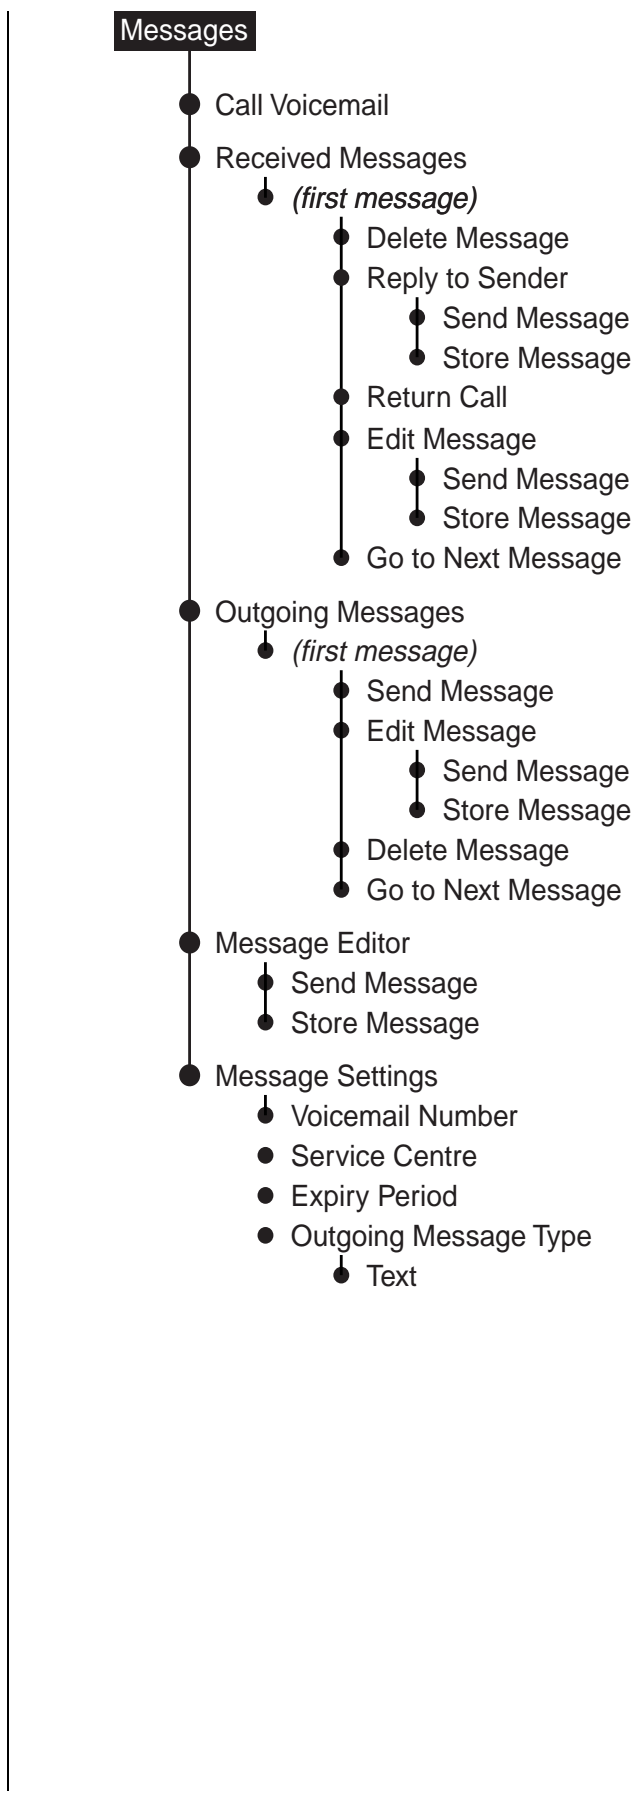 Messages
Call Voicemail
Received Messages
(first message)
Delete Message
Reply to Sender
Send Message
Store Message
Return Call
Edit Message
Send Message
Store Message
Go to Next Message
Outgoing Messages
(first message)
Send Message
Edit Message
Send Message
Store Message
Delete Message
Go to Next Message
Message Editor
Send Message
Store Message
Message Settings
Voicemail Number
Service Centre
Expiry Period
Outgoing Message Type
Text